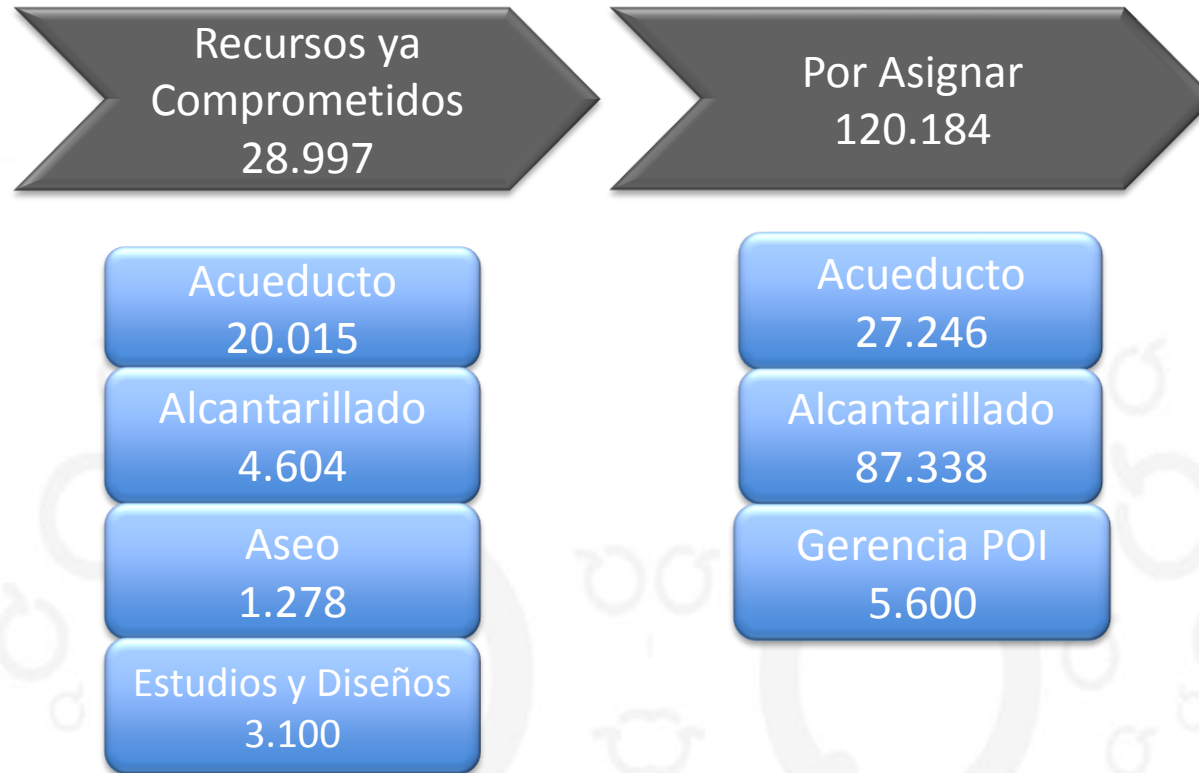 Recursos ya
Comprometidos
28.997
Por Asignar
120.184
Acueducto
20.015
Alcantarillado
4.604
Aseo
1.278
Estudios y Diseños
3.100
Acueducto
27.246
Alcantarillado
87.338
Gerencia POI
5.600